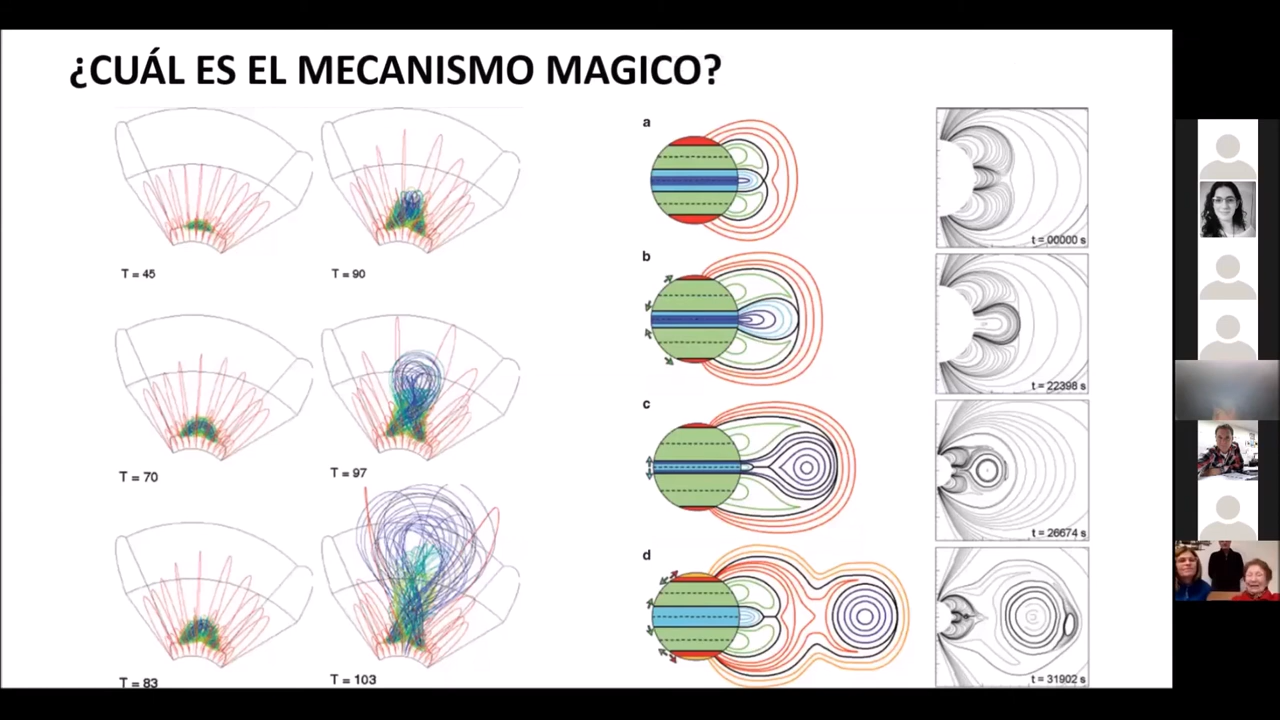 ¿CUÁL ES EL MECANISMO MAGICO?
T = 45
T = 90
T = 70
T = 97
T = 83
T = 103
a
b
c
d
t = 00000 s
t = 22398 s
t = 26674 s
t = 31902 s